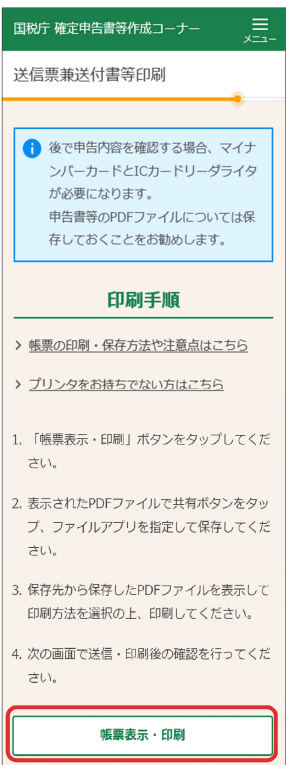 国税庁 確定申告書等作成コーナー
メニュー
送信票兼送付書等印刷
後で申告内容を確認する場合、マイナ
ンバーカードとICカードリーダライタ
が必要になります。
申告書等のPDFファイルについては保
存しておくことをお勧めします。
印刷手順
帳票の印刷・保存方法や注意点はこちら
プリンタをお持ちでない方はこちら
1. 「帳票表示・印刷」ボタンをタップしてくだ
さい。
2. 表示されたPDFファイルで共有ボタンをタッ
プ、ファイルアプリを指定して保存してくだ
さい。
3. 保存先から保存したPDFファイルを表示して
印刷方法を選択の上、印刷してください。
4. 次の画面で送信・印刷後の確認を行ってくだ
さい。
帳票表示・印刷